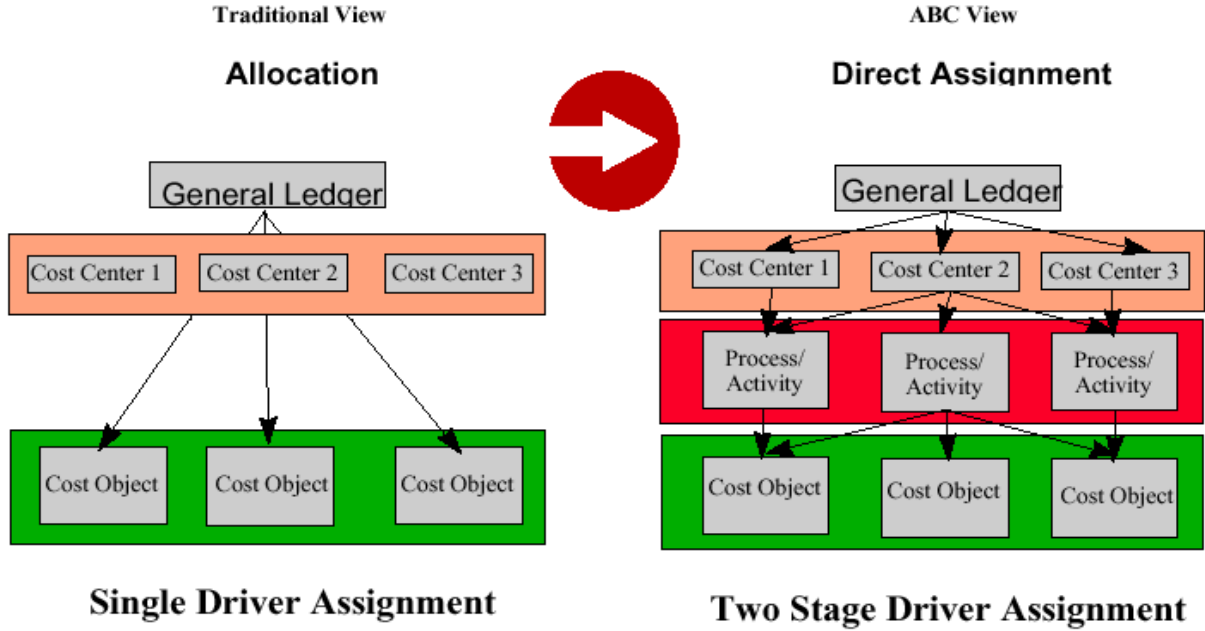 Traditional View
Allocation
General Ledger
Cost Center 1
Cost Center 2
Cost Center 3
Cost Object
Cost Object
Cost Object
Single Driver Assignment
ABC View
Direct Assignment
General Ledger
Cost Center 1
Cost Center 2
Cost Center 3
Process/
Activity
Process/
Activity
Process/
Activity
Cost Object
Cost Object
Cost Object
Two Stage Driver Assignment